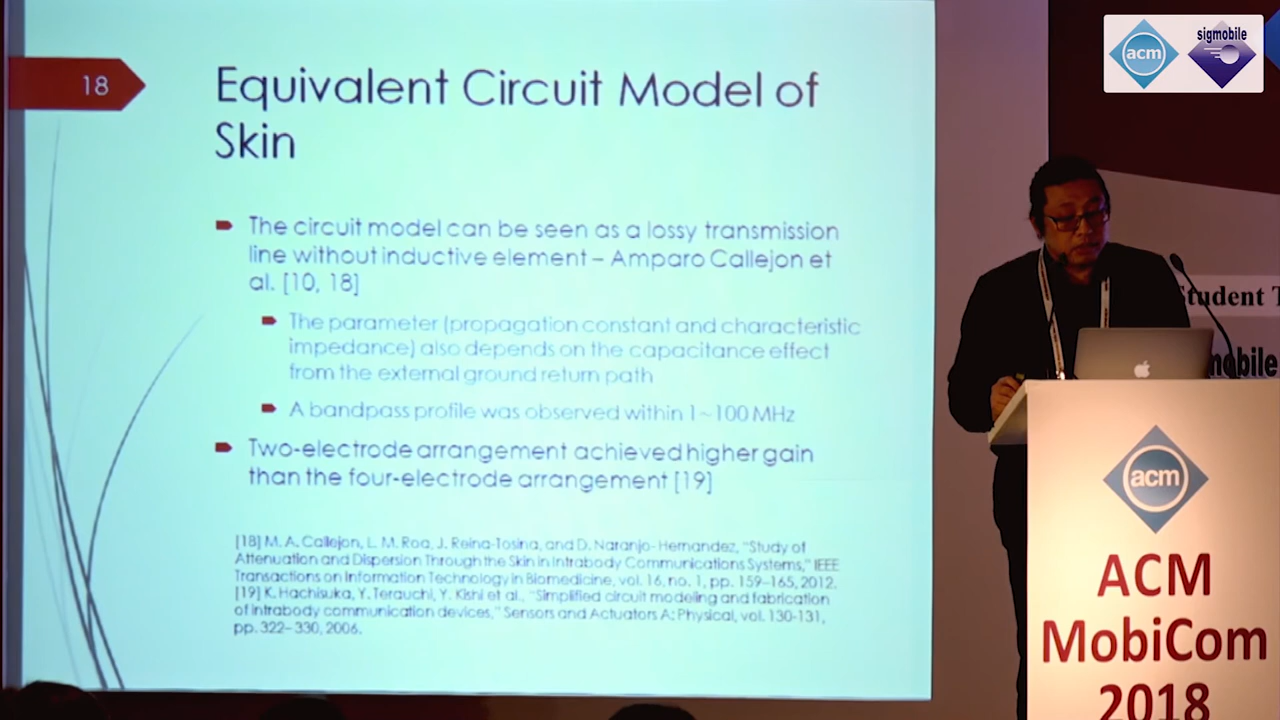 18
Equivalent Circuit Model of
Skin
The circuit model can be seen as a lossy transmission
line without inductive element – Amparo Callejon et
al. [10, 18]
The parameter (propagation constant and characteristic
impedance) also depends on the capacitance effect
from the external ground return path
A bandpass profile was observed within 1~100 MHz
Two-electrode arrangement achieved higher gain
than the four-electrode arrangement [19]
[18] M. A. Callejon, L. M. Roa, J. Reina-Tosina, and D. Naranjo-Hernandez, "Study of
Attenuation and Dispersion Through the Skin in Intrabody Communications Systems," IEEE
Transactions on Information Technology in Biomedicine, vol. 16, no. 1, pp. 159–165, 2012.
[19] K. Hachisuka, Y. Terauchi, Y. Kishi et al., "Simplified circuit modeling and fabrication
of intrabody communication devices," Sensors and Actuators A: Physical, vol. 130-131,
pp. 322–330, 2006.
acm
sigmobile
Student T
mobile
acm
ACM
MobiCom
2018